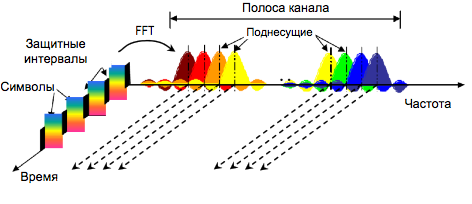 Полоса канала
Защитные
интервалы
FFT
Поднесущие
Символы
Частота
Время